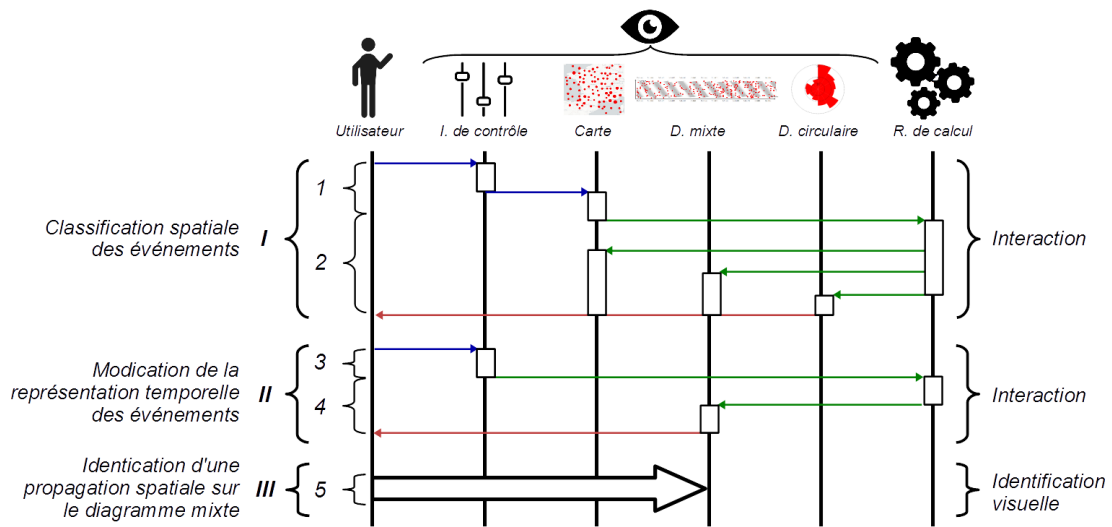 Utilisateur
I. de contrôle
Carte
D. mixte
D. circulaire
R. de calcul
Classification spatiale
des événements
I
1
2
Interaction
Modication de la
représentation temporelle
des événements
II
3
4
Interaction
Identication d'une
propagation spatiale sur
le diagramme mixte
III
5
Identification
visuelle